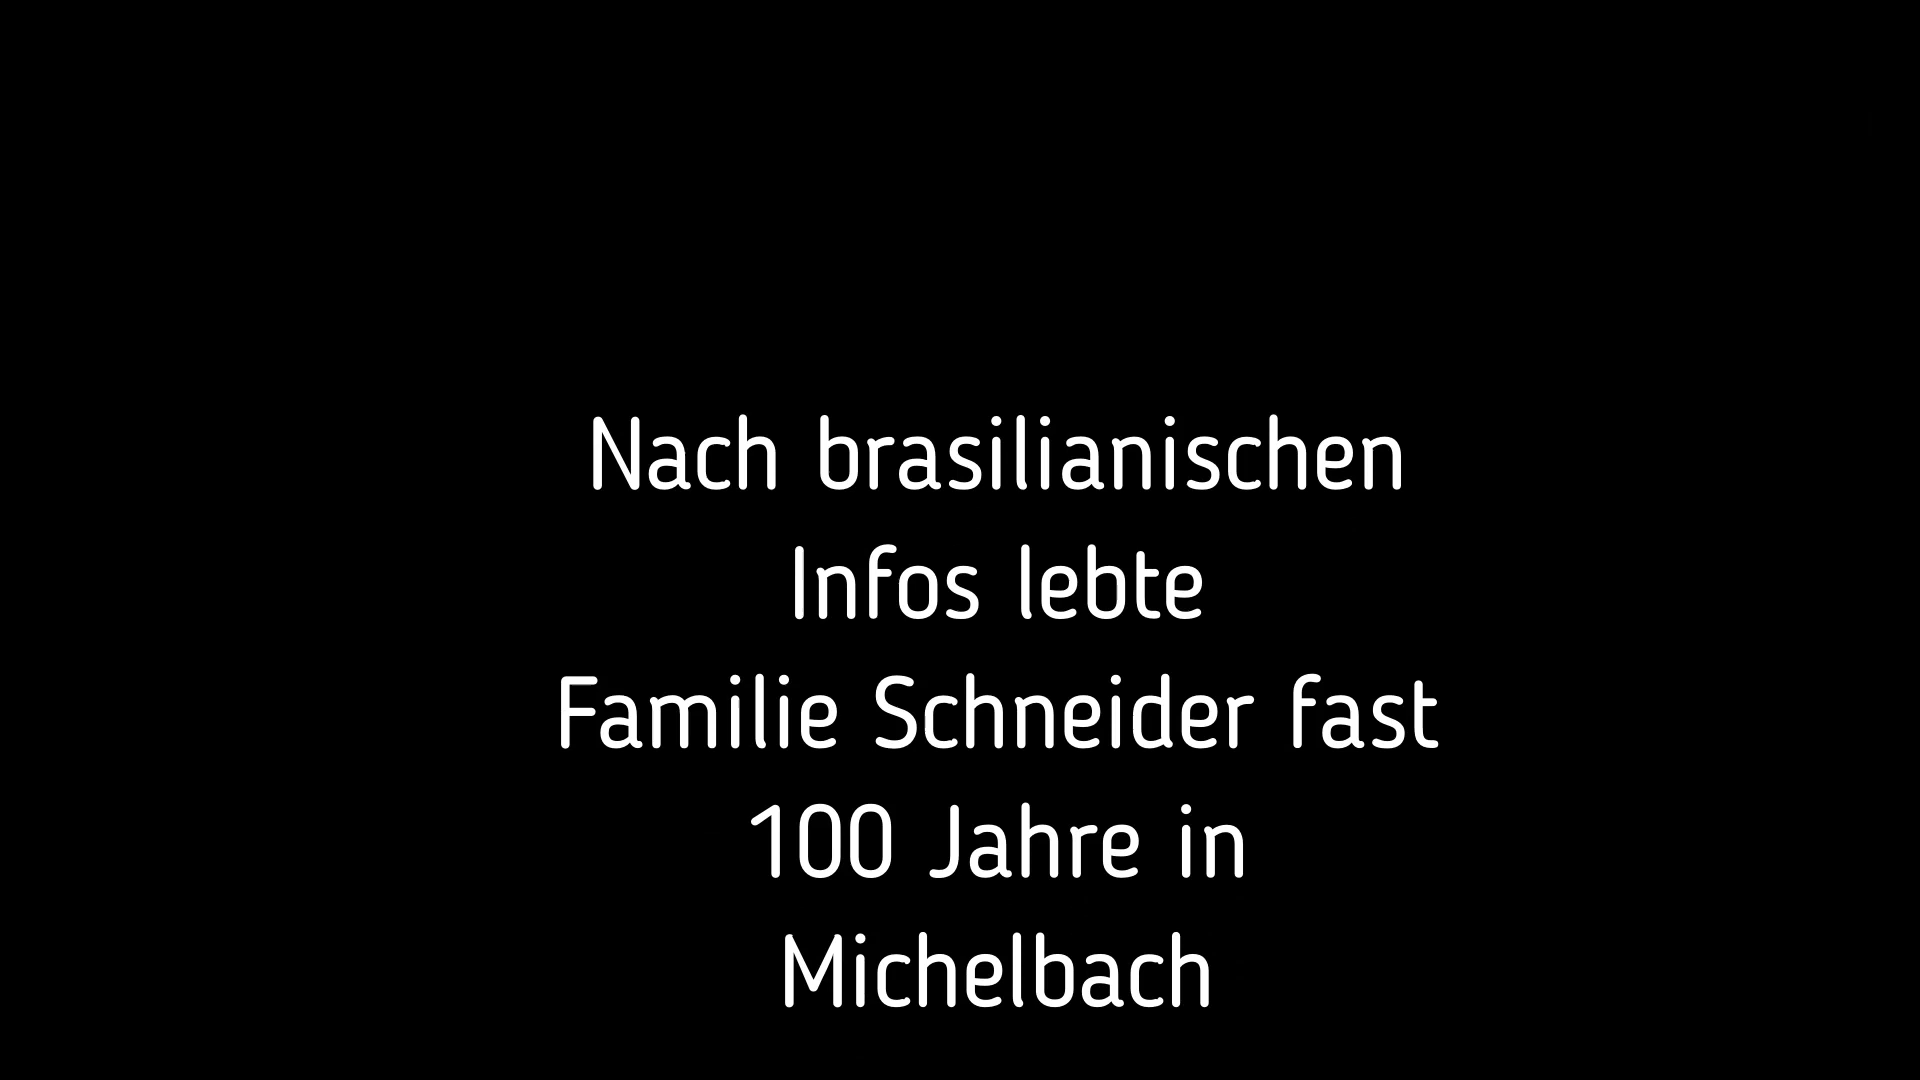 Nach brasilianischen
Infos lebte
Familie Schneider fast
100 Jahre in
Michelbach